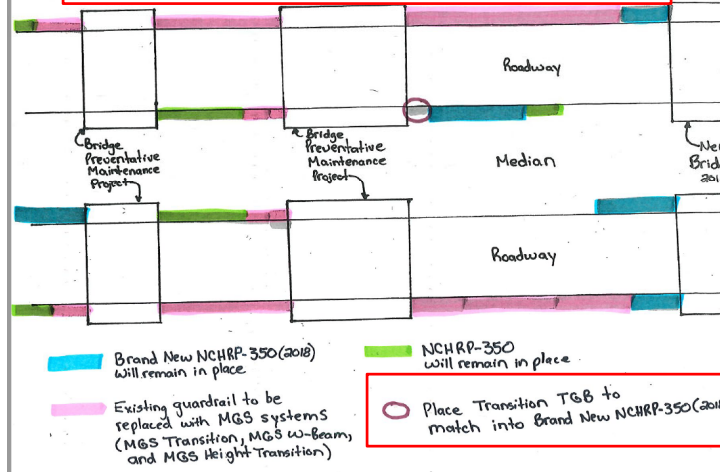 Roadway
Bridge
Preventative
Maintenance
Project
Bridge
Preventative
Maintenance
Project
Median
Roadway
Brand New NCHRP-350 (2018)
will remain in place
NCHRP-350
will remain in place
Existing guardrail to be
replaced with MGS systems
(MGS Transition, MGS W-Beam,
and MGS Height Transition)
Place Transition TGB to
match into Brand New NCHRP-350 (201